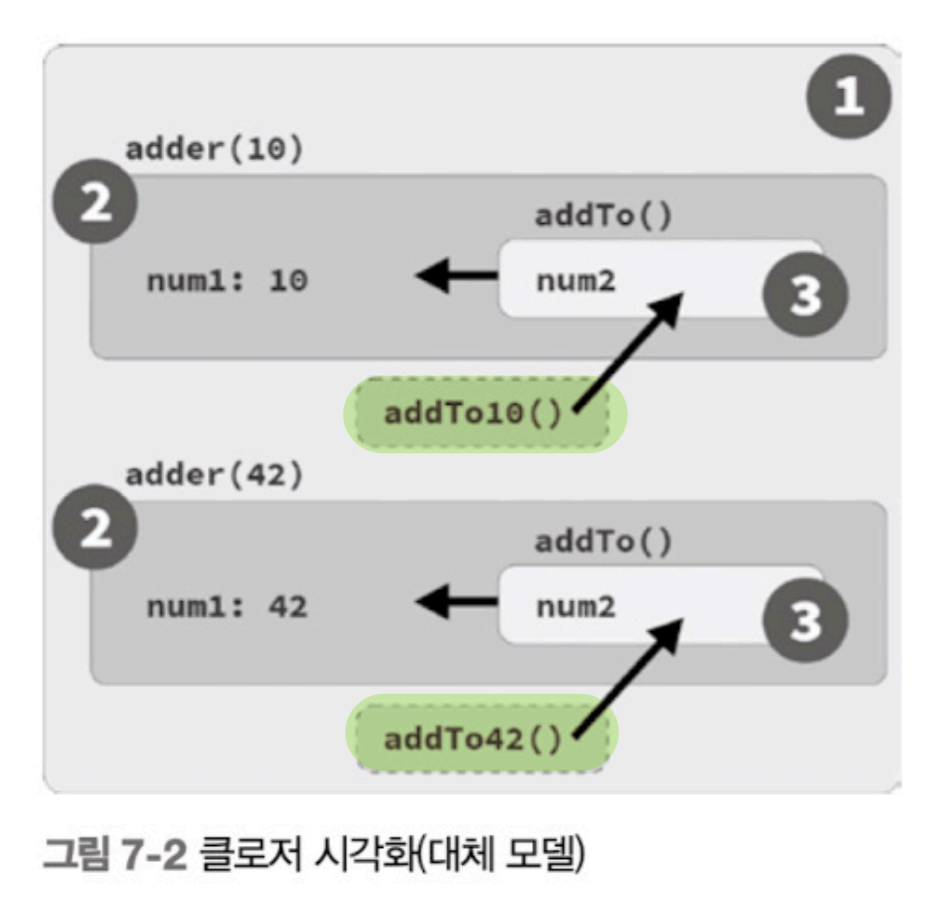 1
adder(10)
2
addTo()
num1: 10
num2
3
addTo10()
adder(42)
2
addTo()
num1: 42
num2
3
addTo42()
그림 7-2 클로저 시각화(대체 모델)